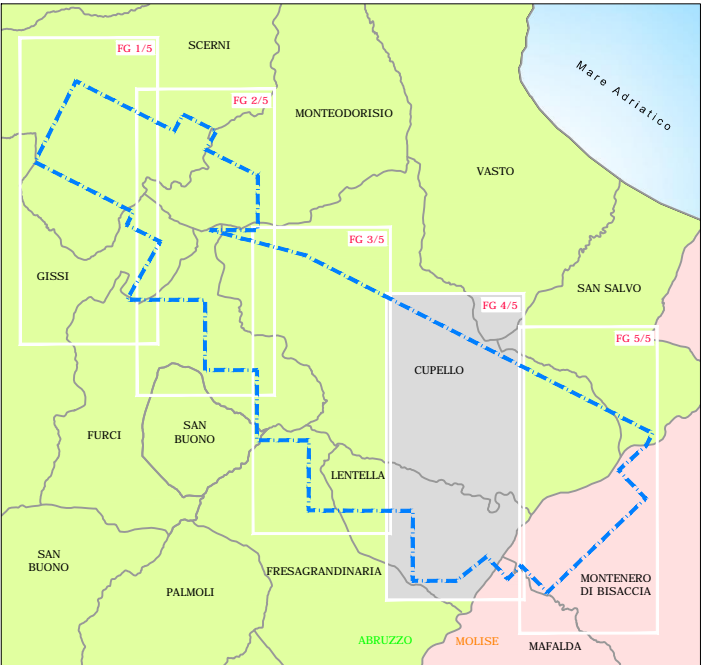 SCERNI
FG 1/5
Mare Adriatico
FG 2/5
MONTEODORISIO
VASTO
FG 3/5
GISSI
SAN SALVO
FG 4/5
FG 5/5
CUPELLO
SAN
BUONO
FURCI
LENTELLA
SAN
BUONO
FRESAGRANDINARIA
MONTENERO
DI BISACCIA
PALMOLI
ABRUZZO
MOLISE
MAFALDA